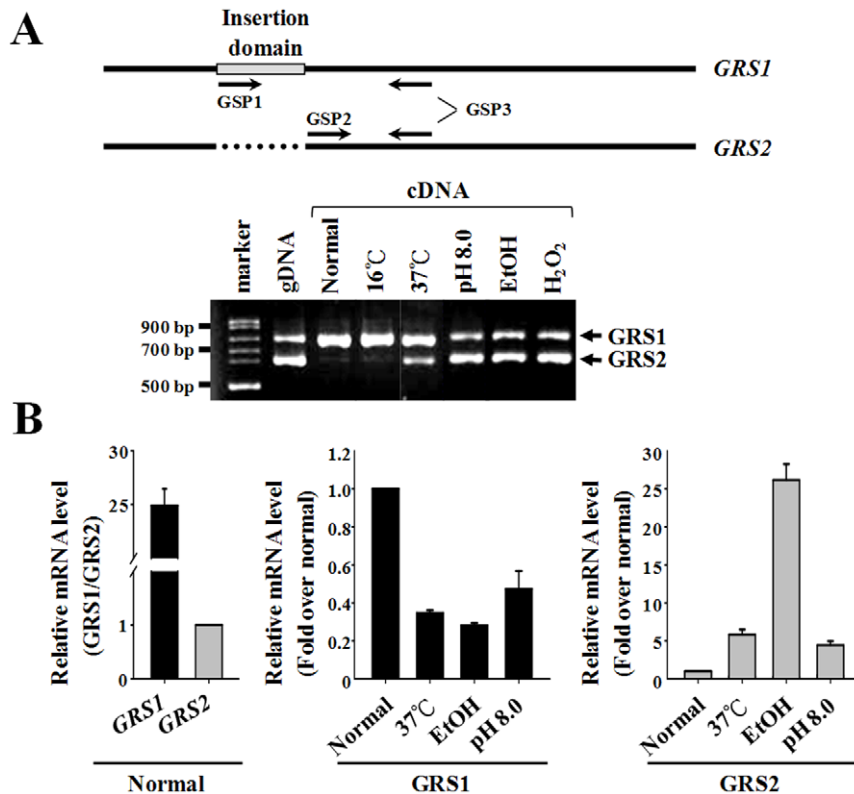 A
Insertion
domain
GRS1
GSP1
GSP2
GSP3
GRS2
cDNA
marker
gDNA
Normal
16℃
37℃
pH 8.0
EtOH
H₂O₂
900 bp
700 bp
500 bp
GRS1
GRS2
B
Relative mRNA level
(GRS1/GRS2)
30
25
1
0
GRS1
GRS2
Normal
Relative mRNA level
(Fold over normal)
1.2
1.0
0.8
0.6
0.4
0.2
0
Normal
37℃
EtOH
pH 8.0
GRS1
Relative mRNA level
(Fold over normal)
30
25
20
15
10
5
0
Normal
37℃
EtOH
pH 8.0
GRS2